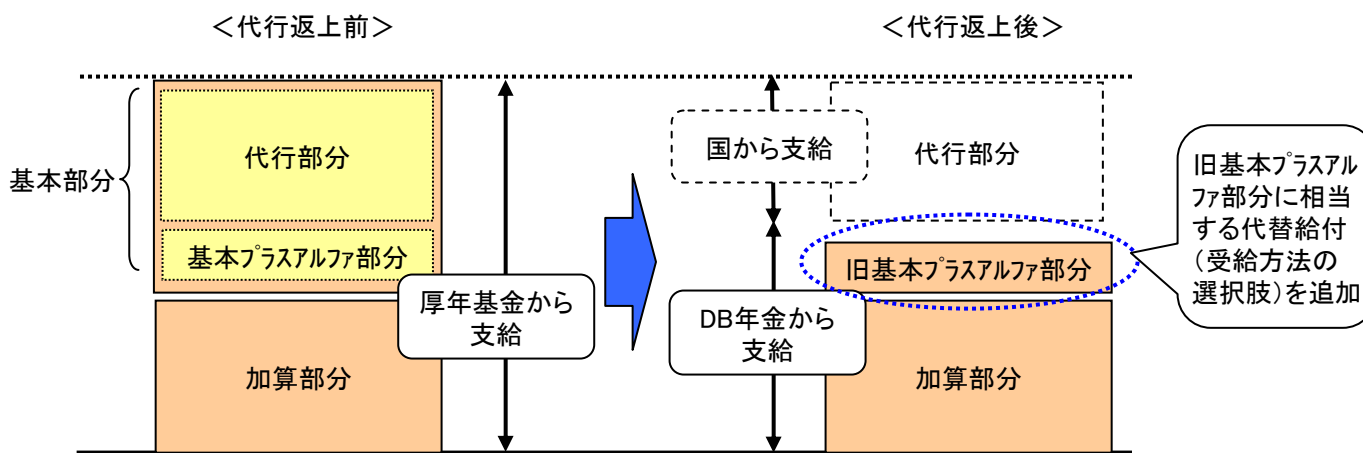 ＜代行返上前＞
＜代行返上後＞
基本部分
代行部分
基本プラスアルファ部分
厚年基金から
支給
加算部分
国から支給
代行部分
旧基本プラスアルファ部分
DB年金から
支給
加算部分
旧基本プラスアル
ファ部分に相当
する代替給付
（受給方法の
選択肢）を追加